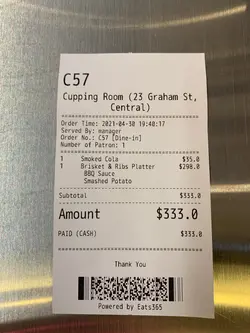 C57
Cupping Room (23 Graham St,
Central)
Order Time: 2021-04-30 19:40:17
Served By: manager
Order No.: C57 [Dine-in]
Number of Patron: 1
1 Smoked Cola $35.0
1 Brisket & Ribs Platter $298.0
BBQ Sauce
Smashed Potato
Subtotal $333.0
Amount $333.0
PAID (CASH) $333.0
Thank You
Powered by Eats365